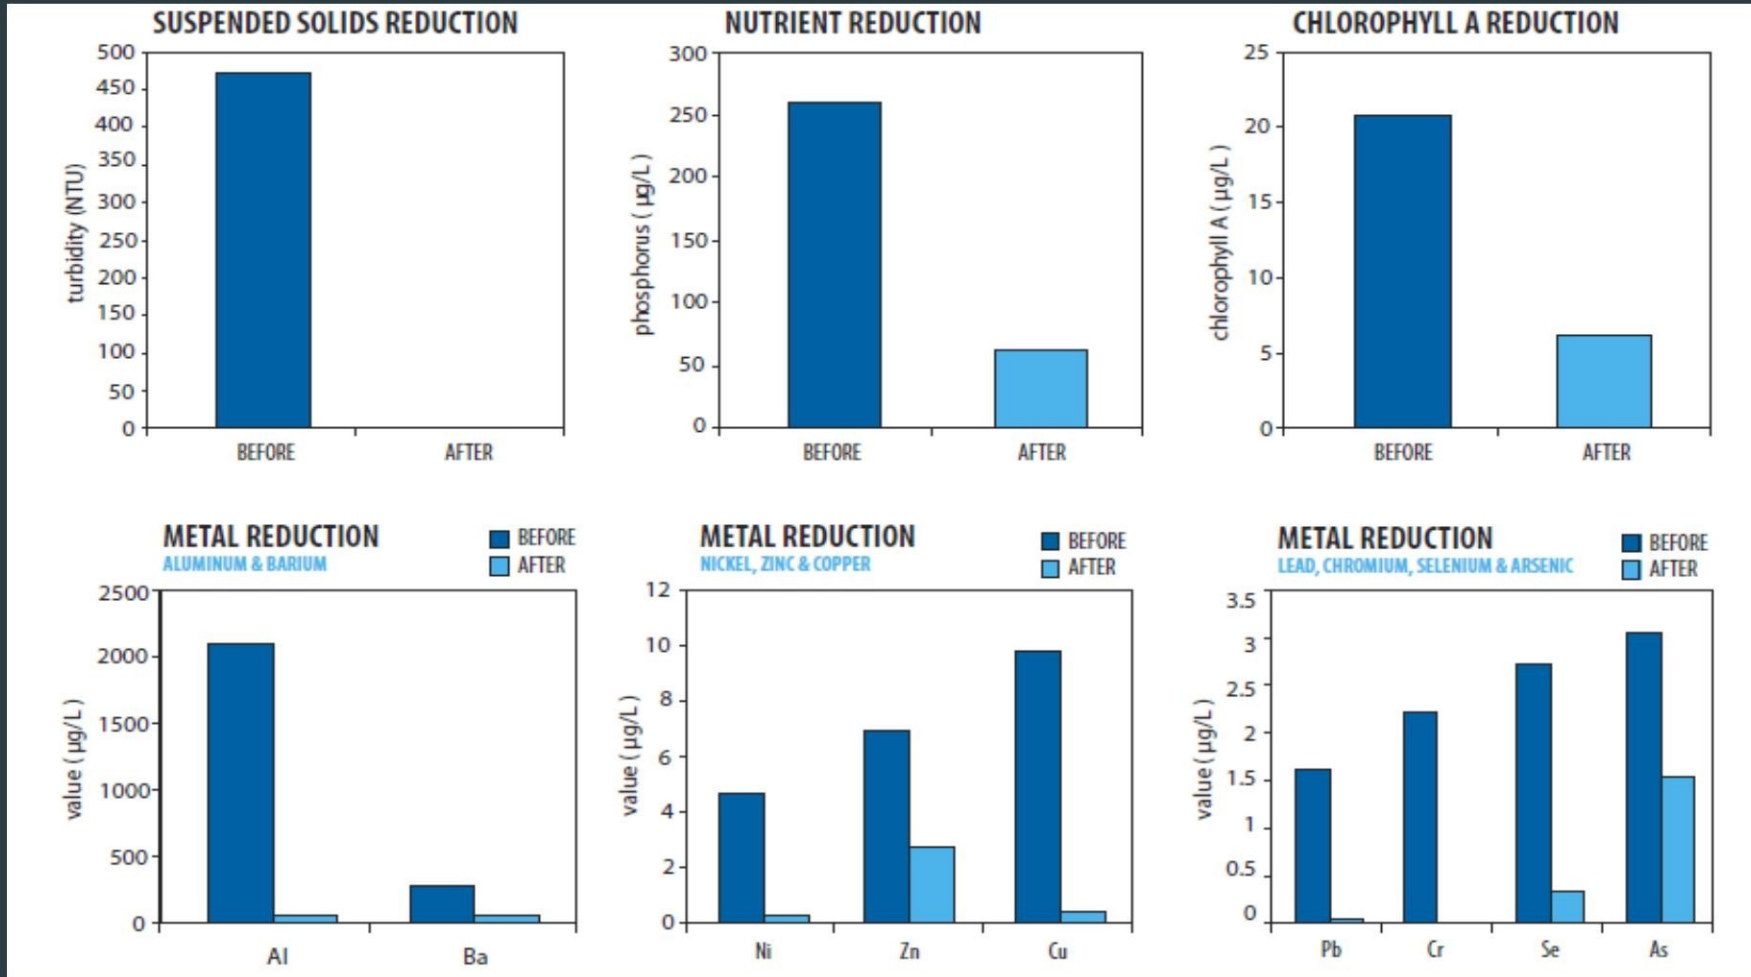 SUSPENDED SOLIDS REDUCTION
500
450
400
350
300
250
200
150
100
50
0
turbidity (NTU)
BEFORE AFTER
NUTRIENT REDUCTION
300
250
200
150
100
50
0
phosphorus ( µg/L )
BEFORE AFTER
CHLOROPHYLL A REDUCTION
25
20
15
10
5
0
chlorophyll A ( µg/L )
BEFORE AFTER
METAL REDUCTION
ALUMINUM & BARIUM
BEFORE
AFTER
2500
2000
1500
1000
500
0
value ( µg/L )
Al Ba
METAL REDUCTION
NICKEL, ZINC & COPPER
BEFORE
AFTER
12
10
8
6
4
2
0
value ( µg/L )
Ni Zn Cu
METAL REDUCTION
LEAD, CHROMIUM, SELENIUM & ARSENIC
BEFORE
AFTER
3.5
3
2.5
2
1.5
1
0.5
0
value ( µg/L )
Pb Cr Se As